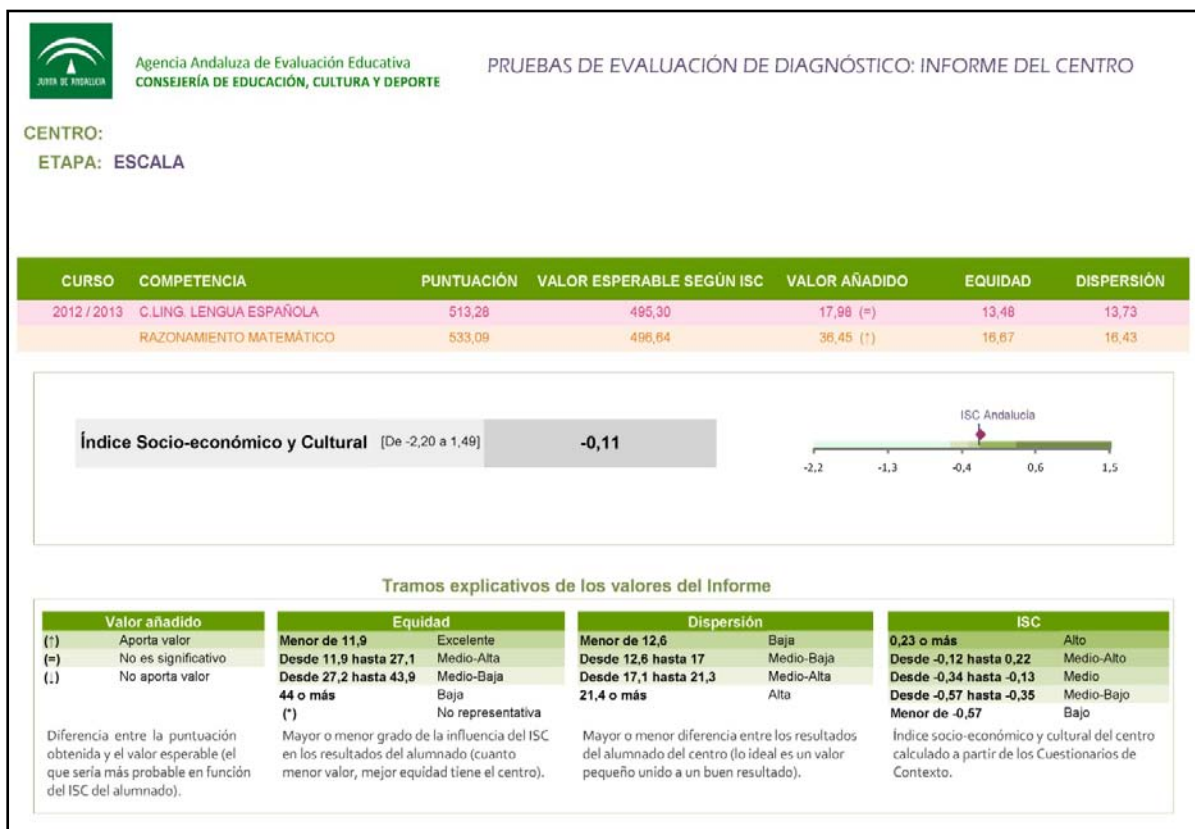 JUNTA DE ANDALUCIA
Agencia Andaluza de Evaluación Educativa
CONSEJERÍA DE EDUCACIÓN, CULTURA Y DEPORTE
PRUEBAS DE EVALUACIÓN DE DIAGNÓSTICO: INFORME DEL CENTRO
CENTRO:
ETAPA: ESCALA
CURSO COMPETENCIA PUNTUACIÓN VALOR ESPERABLE SEGÚN ISC VALOR AÑADIDO EQUIDAD DISPERSIÓN
2012 / 2013 C.LING. LENGUA ESPAÑOLA 513,28 495,30 17,98 (=) 13,48 13,73
RAZONAMIENTO MATEMÁTICO 533,09 496,64 36,45 (↑) 16,67 16,43
ISC Andalucía
Índice Socio-económico y Cultural [De -2,20 a 1,49] -0,11
-2,2 -1,3 -0,4 0,6 1,5
Tramos explicativos de los valores del Informe
Valor añadido
(↑) Aporta valor
(=) No es significativo
(↓) No aporta valor
Diferencia entre la puntuación
obtenida y el valor esperable (el
que sería más probable en función
del ISC del alumnado).
Equidad
Menor de 11,9 Excelente
Desde 11,9 hasta 27,1 Medio-Alta
Desde 27,2 hasta 43,9 Medio-Baja
44 o más Baja
(*) No representativa
Mayor o menor grado de la influencia del ISC
en los resultados del alumnado (cuanto
menor valor, mejor equidad tiene el centro).
Dispersión
Menor de 12,6 Baja
Desde 12,6 hasta 17 Medio-Baja
Desde 17,1 hasta 21,3 Medio-Alta
21,4 o más Alta
Mayor o menor diferencia entre los resultados
del alumnado del centro (lo ideal es un valor
pequeño unido a un buen resultado).
ISC
0,23 o más Alto
Desde -0,12 hasta 0,22 Medio-Alto
Desde -0,34 hasta -0,13 Medio
Desde -0,57 hasta -0,35 Medio-Bajo
Menor de -0,57 Bajo
Índice socio-económico y cultural del centro
calculado a partir de los Cuestionarios de
Contexto.